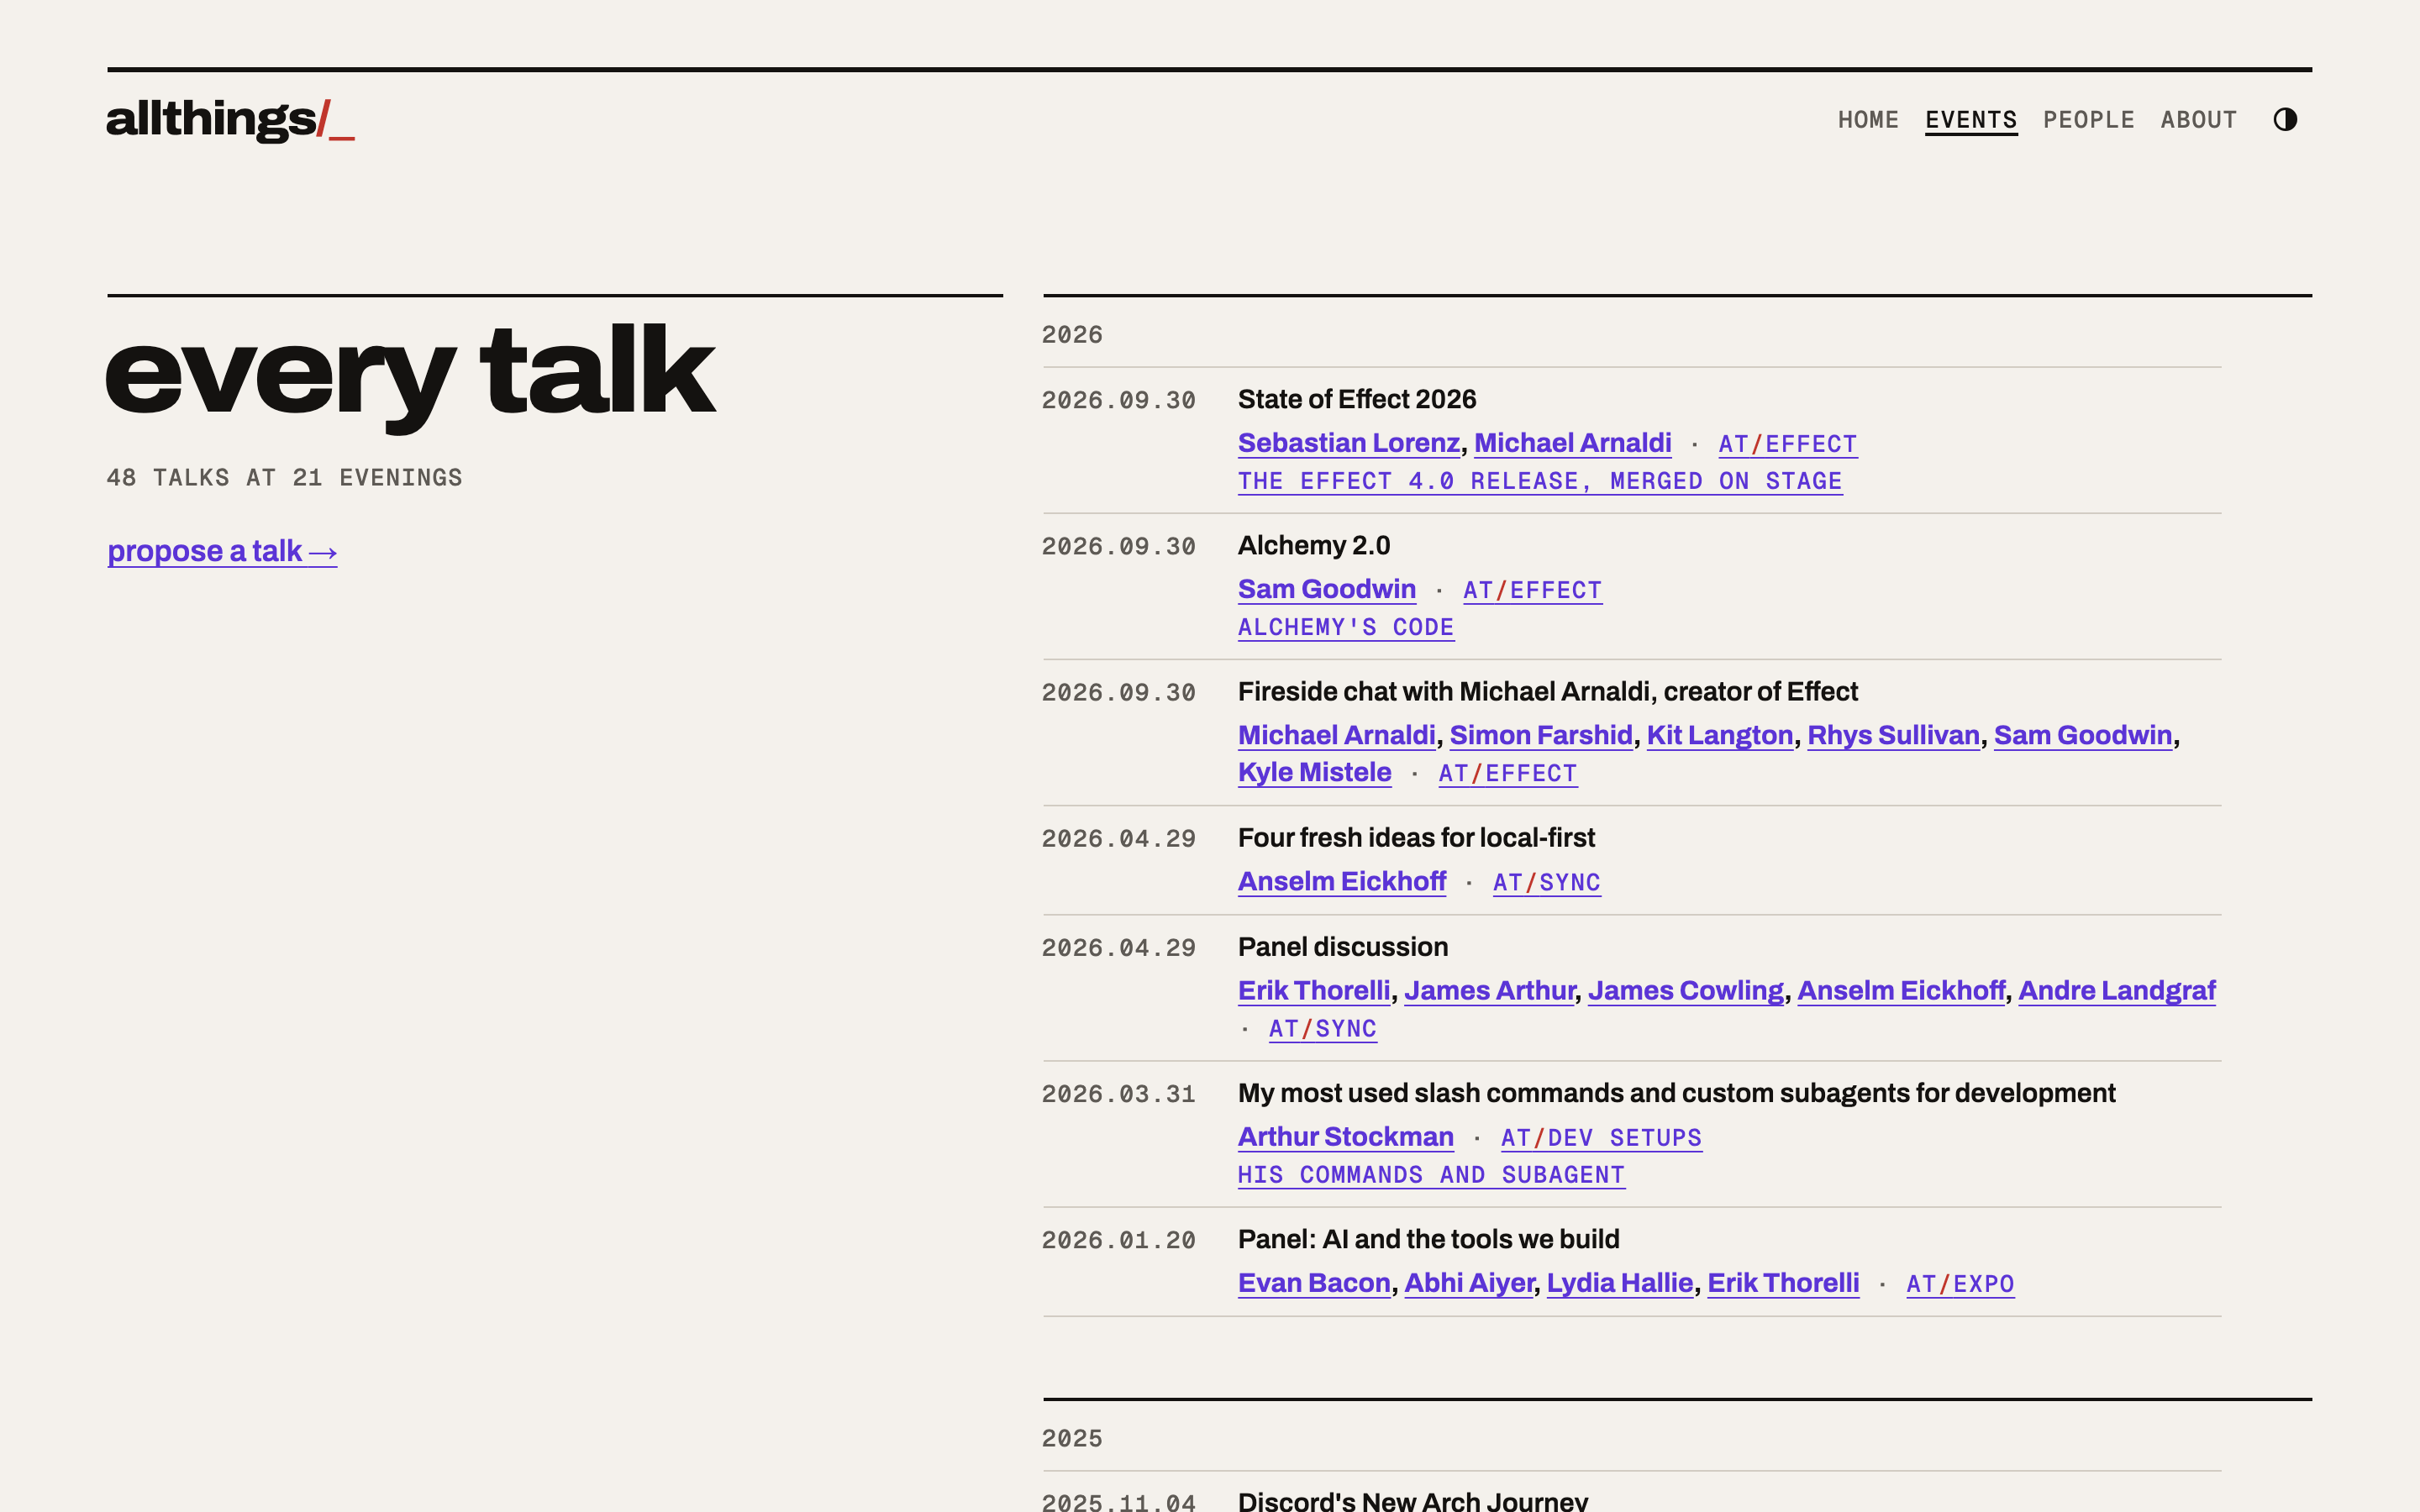 allthings/_
HOME EVENTS PEOPLE ABOUT
every talk
48 TALKS AT 21 EVENINGS
propose a talk →
2026
2026.09.30 State of Effect 2026
Sebastian Lorenz, Michael Arnaldi · AT/EFFECT
THE EFFECT 4.0 RELEASE, MERGED ON STAGE
2026.09.30 Alchemy 2.0
Sam Goodwin · AT/EFFECT
ALCHEMY'S CODE
2026.09.30 Fireside chat with Michael Arnaldi, creator of Effect
Michael Arnaldi, Simon Farshid, Kit Langton, Rhys Sullivan, Sam Goodwin,
Kyle Mistele · AT/EFFECT
2026.04.29 Four fresh ideas for local-first
Anselm Eickhoff · AT/SYNC
2026.04.29 Panel discussion
Erik Thorelli, James Arthur, James Cowling, Anselm Eickhoff, Andre Landgraf
· AT/SYNC
2026.03.31 My most used slash commands and custom subagents for development
Arthur Stockman · AT/DEV SETUPS
HIS COMMANDS AND SUBAGENT
2026.01.20 Panel: AI and the tools we build
Evan Bacon, Abhi Aiyer, Lydia Hallie, Erik Thorelli · AT/EXPO
2025
2025.11.04 Discord's New Arch Journey